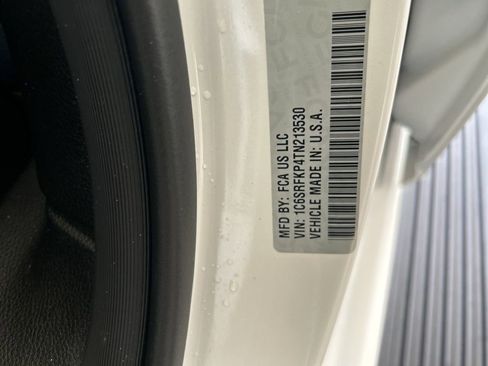 MFD BY: FCA US LLC
VIN: 1C6SRFKP4TN213530
VEHICLE MADE IN: U.S.A.